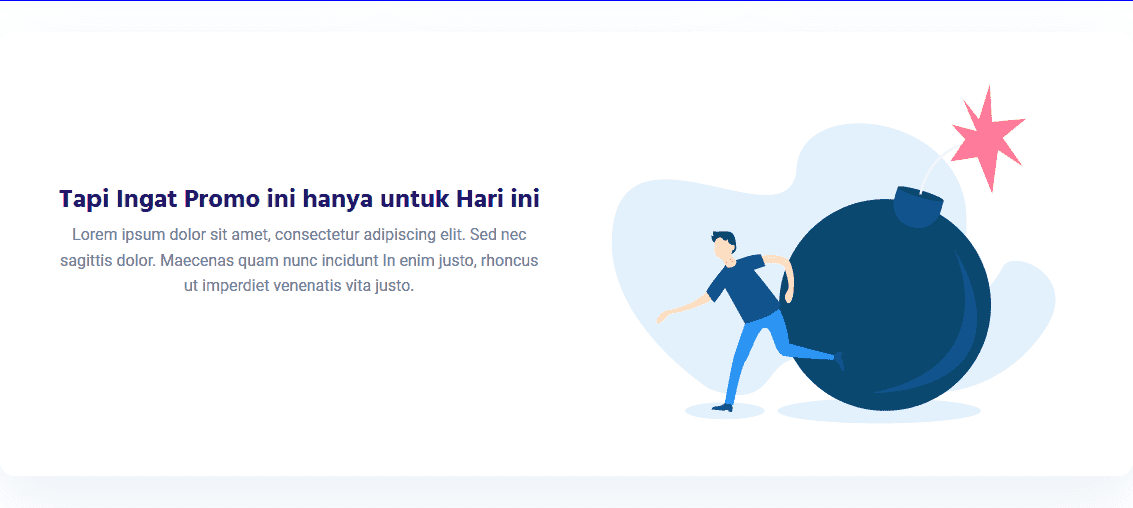 Tapi Ingat Promo ini hanya untuk Hari ini
Lorem ipsum dolor sit amet, consectetur adipiscing elit. Sed nec
sagittis dolor. Maecenas quam nunc incidunt In enim justo, rhoncus
ut imperdiet venenatis vita justo.